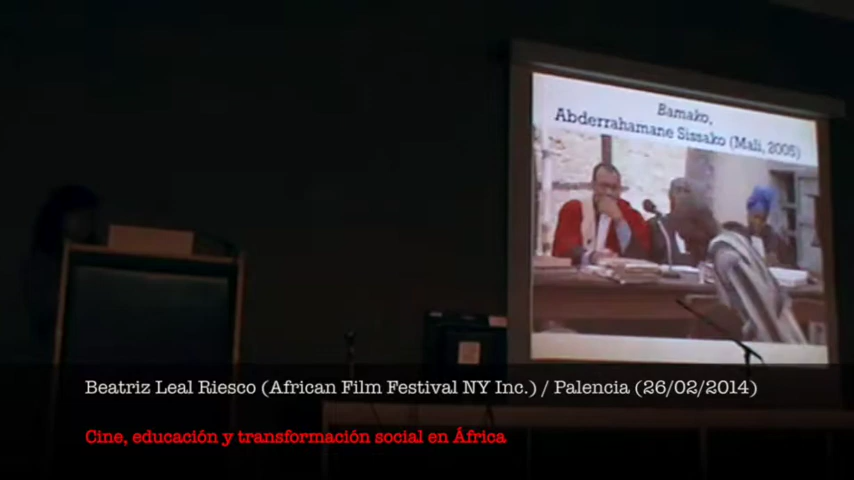 Bamako,
Abderrahamane Sissako (Mali, 2005)
Beatriz Leal Riesco (African Film Festival NY Inc.) / Palencia (26/02/2014)
Cine, educación y transformación social en África